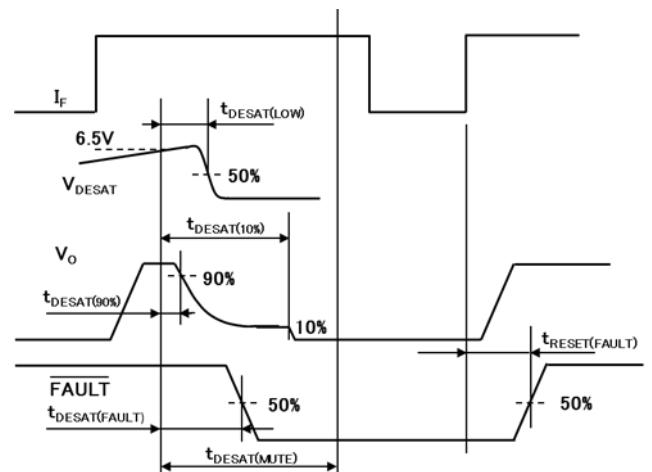 I_F
t_DESAT(LOW)
6.5V
50%
V_DESAT
t_DESAT(10%)
V_O
90%
t_DESAT(90%)
10%
t_RESET(FAULT)
FAULT
50%
50%
t_DESAT(FAULT)
t_DESAT(MUTE)